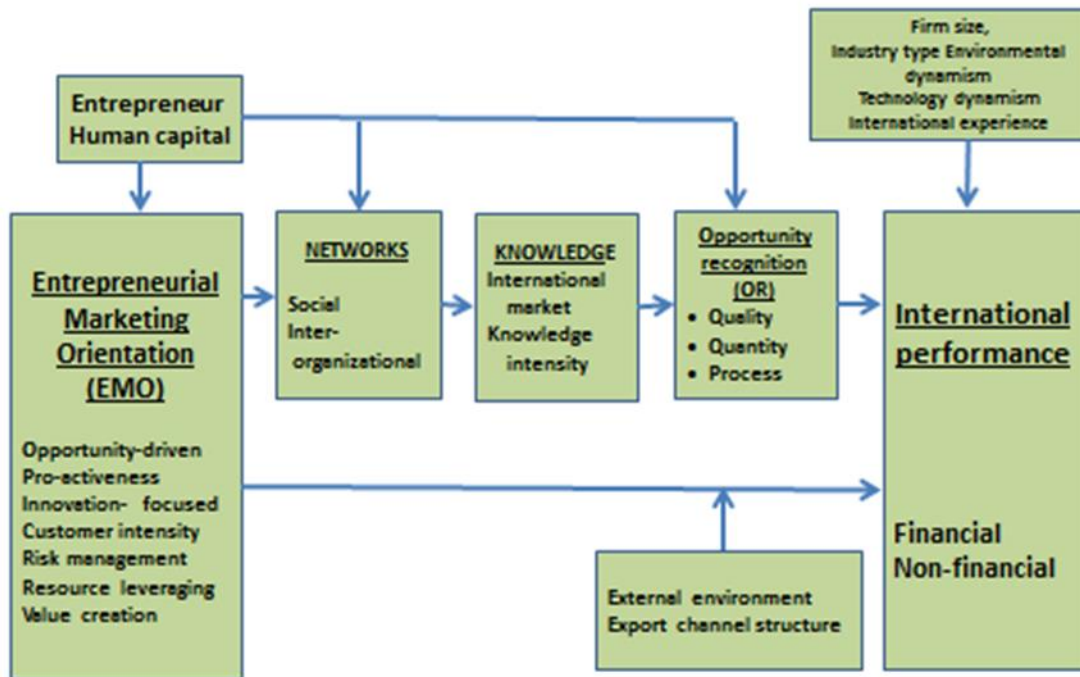 Firm size,
Industry type Environmental
dynamism
Technology dynamism
International experience
Entrepreneur
Human capital
Entrepreneurial
Marketing
Orientation
(EMO)
Opportunity-driven
Pro-activeness
Innovation- focused
Customer intensity
Risk management
Resource leveraging
Value creation
NETWORKS
Social
Inter-
organizational
KNOWLEDGE
International
market
Knowledge
intensity
Opportunity
recognition
(OR)
• Quality
• Quantity
• Process
International
performance
Financial
Non-financial
External environment
Export channel structure